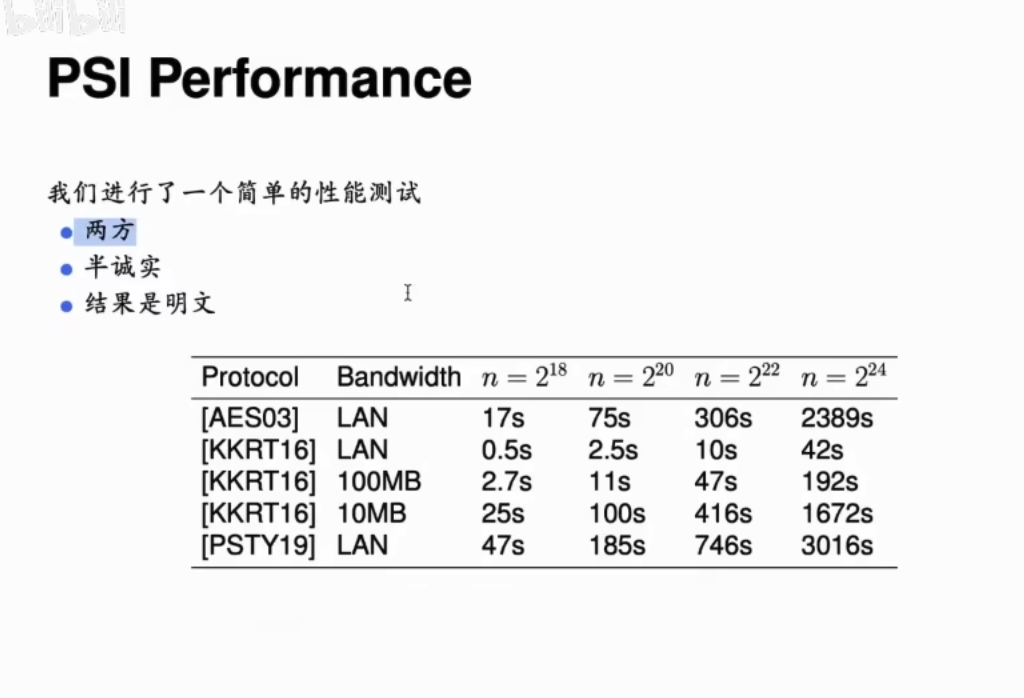 bilibili
PSI Performance
我们进行了一个简单的性能测试
● 两方
● 半诚实
● 结果是明文
Protocol Bandwidth n = 2^18 n = 2^20 n = 2^22 n = 2^24
[AES03] LAN 17s 75s 306s 2389s
[KKRT16] LAN 0.5s 2.5s 10s 42s
[KKRT16] 100MB 2.7s 11s 47s 192s
[KKRT16] 10MB 25s 100s 416s 1672s
[PSTY19] LAN 47s 185s 746s 3016s